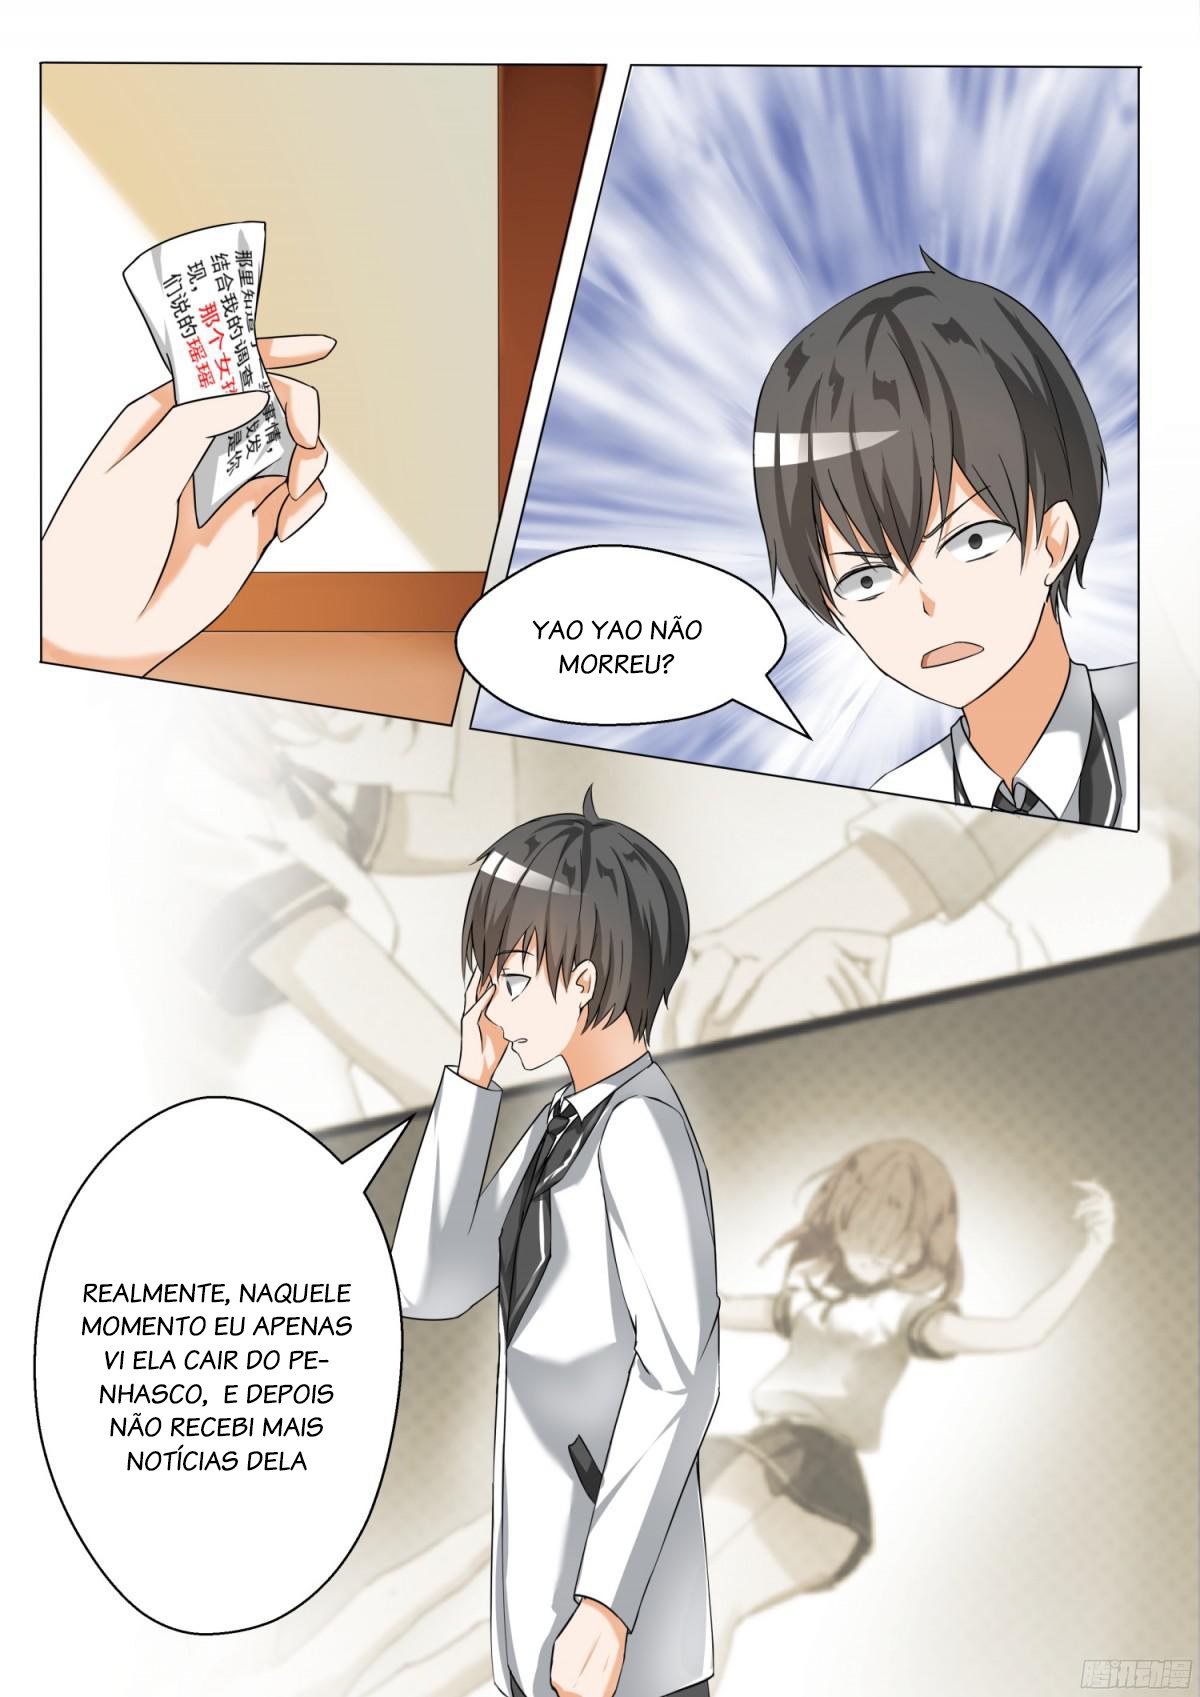 那里知道了一些事情，
结合我的调查
现，那个女孩
是你
们说的瑶瑶
YAO YAO NÃO
MORREU?
REALMENTE, NAQUELE
MOMENTO EU APENAS
VI ELA CAIR DO PE-
NHASCO, E DEPOIS
NÃO RECEBI MAIS
NOTÍCIAS DELA
腾讯动漫